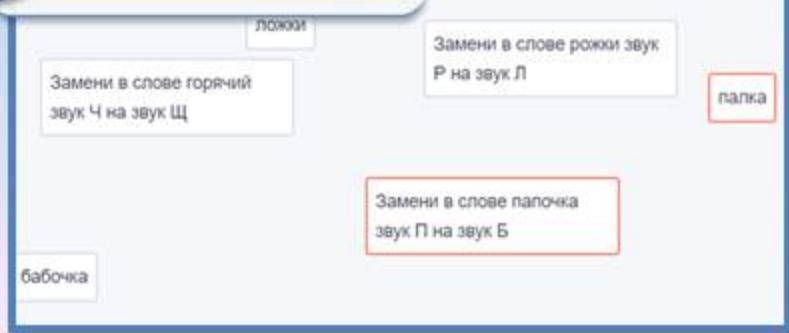 ложки
Замени в слове рожки звук
Р на звук Л
Замени в слове горячий
звук Ч на звук Щ
палка
Замени в слове папочка
звук П на звук Б
бабочка